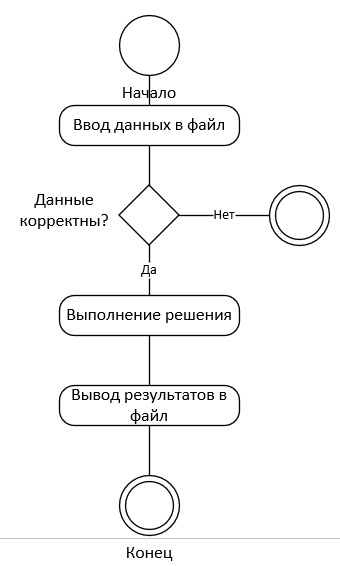 Начало
Ввод данных в файл
Данные
корректны?
Нет
Да
Выполнение решения
Вывод результатов в
файл
Конец